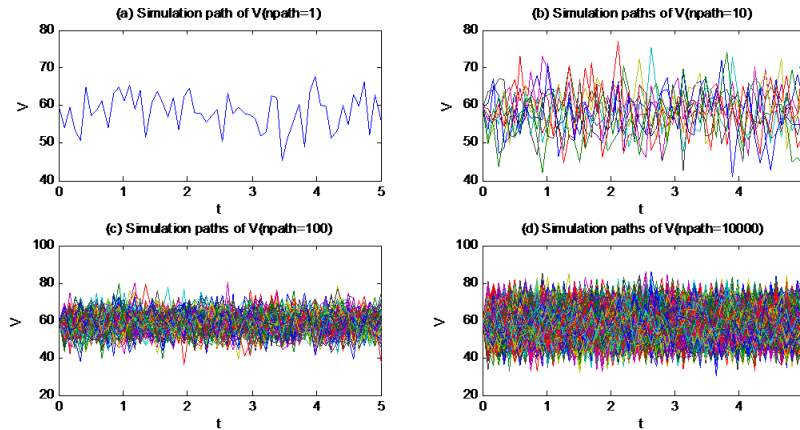 (a) Simulation path of V(npath=1)
80
70
60
50
40
V
0 1 2 3 4 5
t
(b) Simulation paths of V(npath=10)
80
70
60
50
40
V
0 1 2 3 4
t
(c) Simulation paths of V(npath=100)
100
80
60
40
20
V
0 1 2 3 4 5
t
(d) Simulation paths of V(npath=10000)
100
80
60
40
20
V
0 1 2 3 4
t